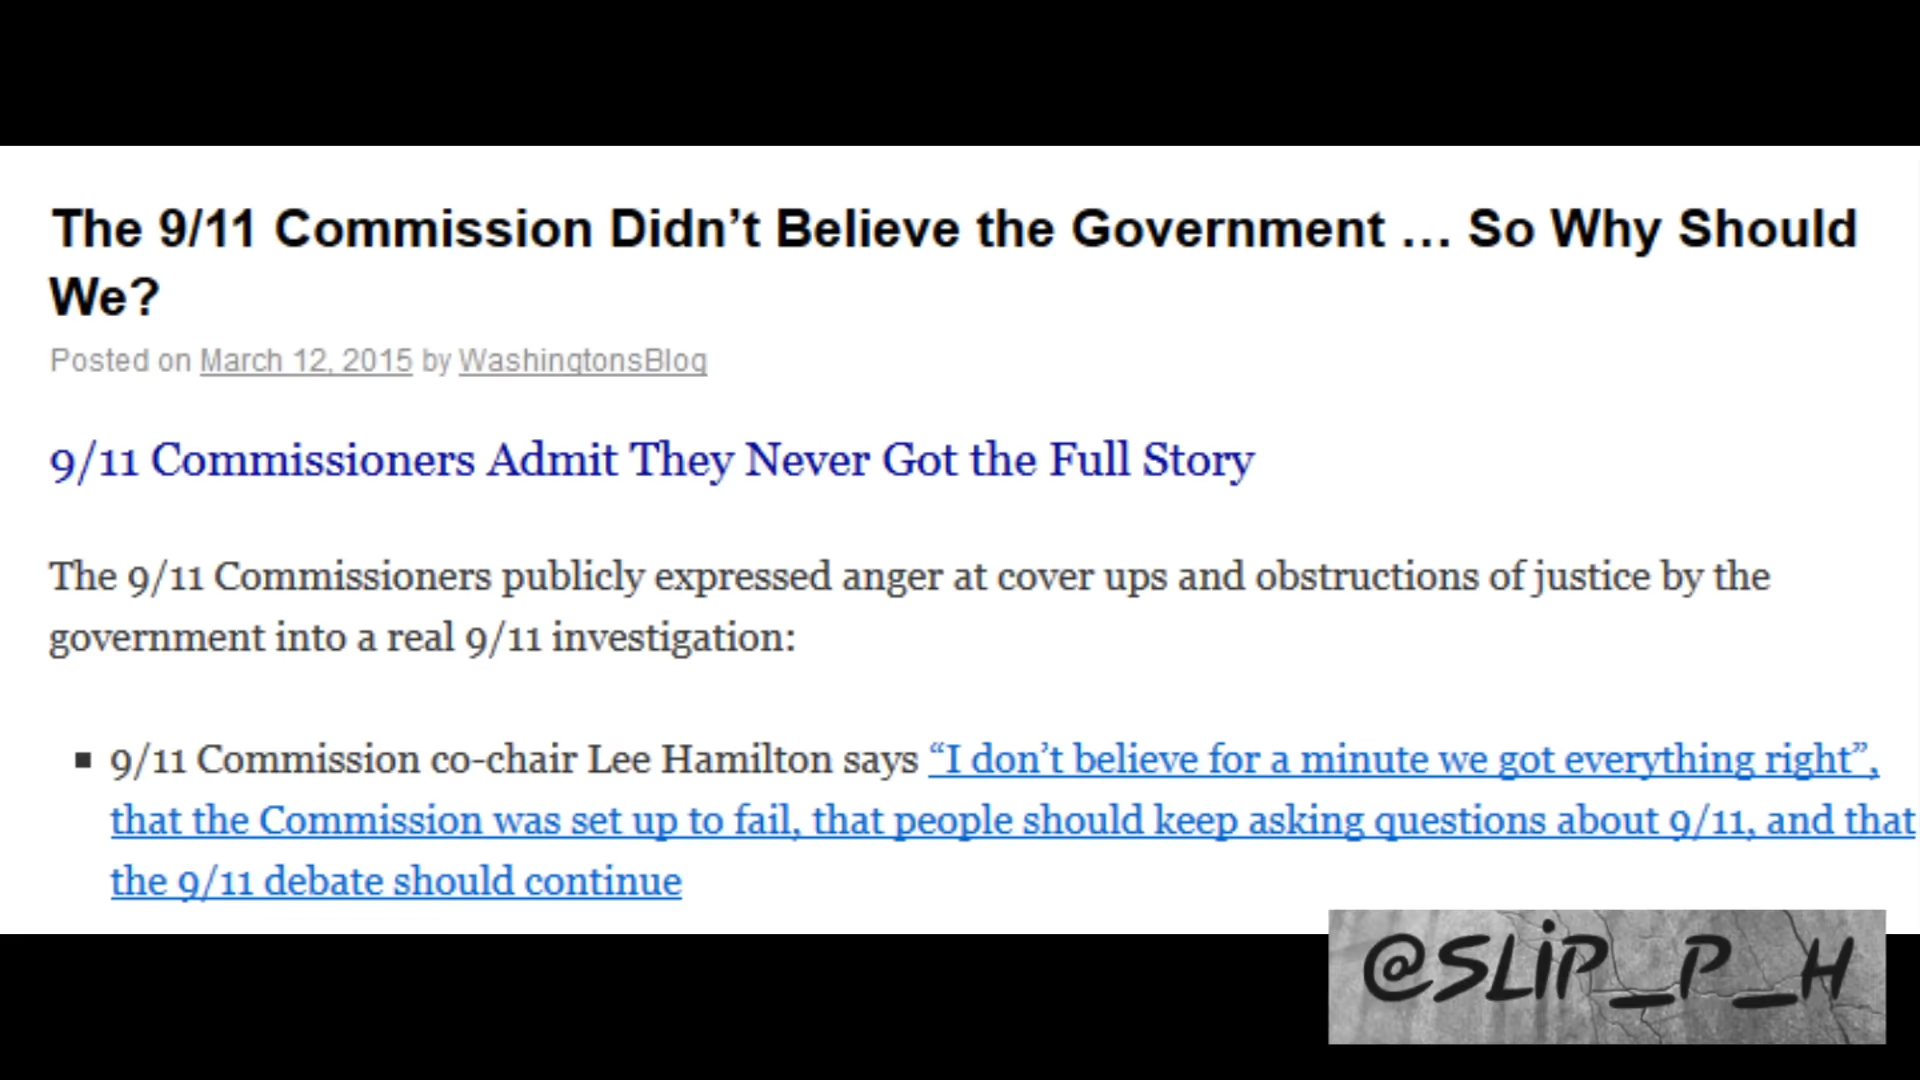 The 9/11 Commission Didn’t Believe the Government … So Why Should
We?
Posted on March 12, 2015 by WashingtonsBlog
9/11 Commissioners Admit They Never Got the Full Story
The 9/11 Commissioners publicly expressed anger at cover ups and obstructions of justice by the
government into a real 9/11 investigation:
▪ 9/11 Commission co-chair Lee Hamilton says “I don’t believe for a minute we got everything right”,
that the Commission was set up to fail, that people should keep asking questions about 9/11, and that
the 9/11 debate should continue
@SLiP_P_H